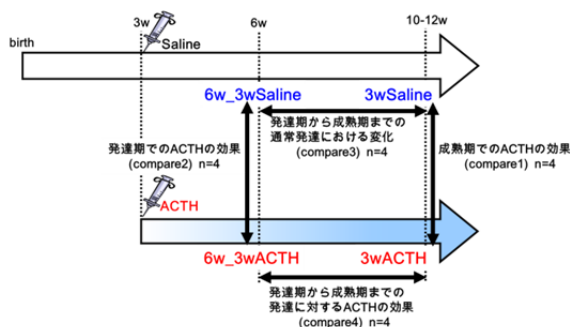 3w
6w
10-12w
birth
Saline
6w_3wSaline
3wSaline
発達期から成熟期までの
通常発達における変化
(compare3) n=4
発達期でのACTHの効果
(compare2) n=4
成熟期でのACTHの効果
(compare1) n=4
ACTH
6w_3wACTH
3wACTH
発達期から成熟期までの
発達に対するACTHの効果
(compare4) n=4